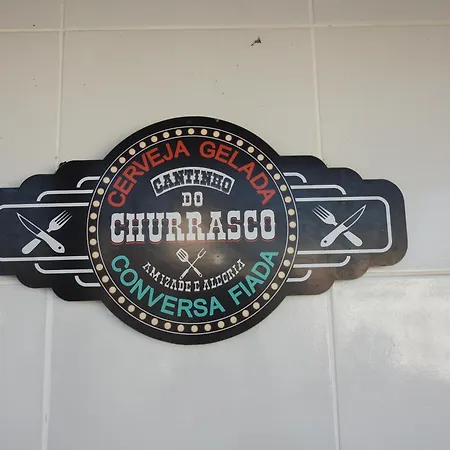 CERVEJA GELADA
CANTINHO
DO
CHURRASCO
AMIZADE E ALEGRIA
CONVERSA FIADA